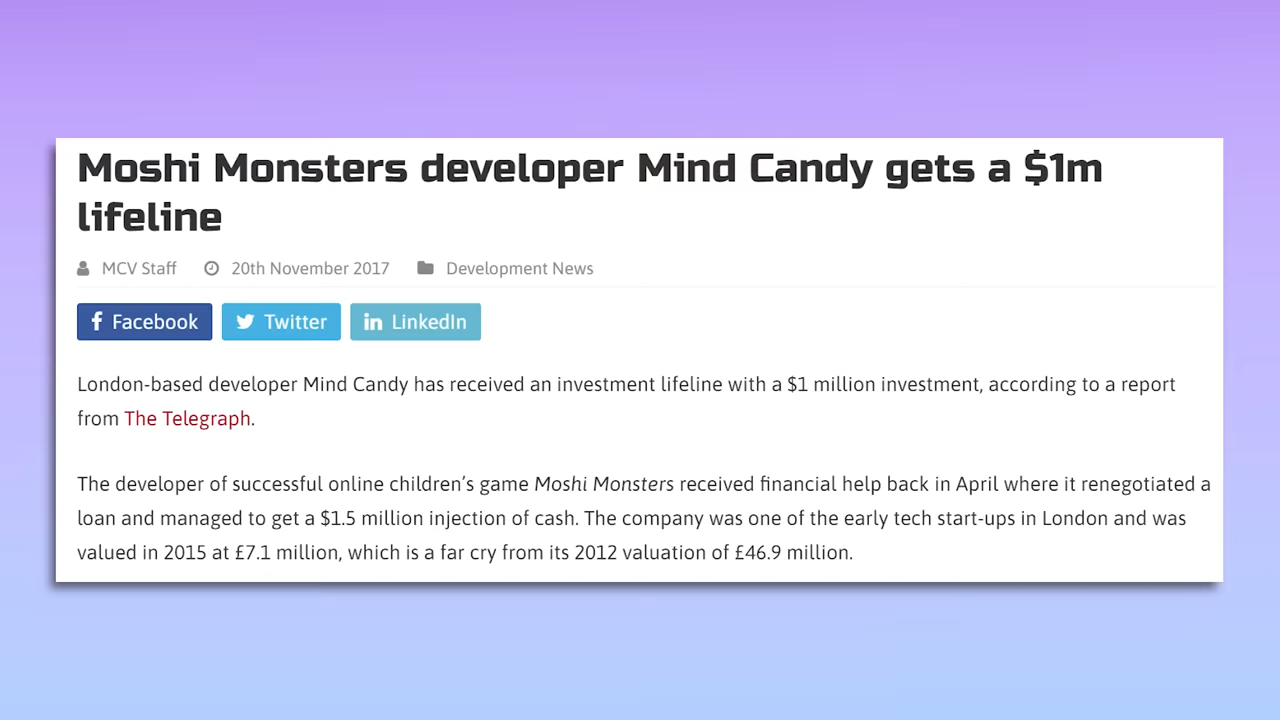 Moshi Monsters developer Mind Candy gets a $1m
lifeline
MCV Staff 20th November 2017 Development News
Facebook Twitter LinkedIn
London-based developer Mind Candy has received an investment lifeline with a $1 million investment, according to a report
from The Telegraph.
The developer of successful online children’s game Moshi Monsters received financial help back in April where it renegotiated a
loan and managed to get a $1.5 million injection of cash. The company was one of the early tech start-ups in London and was
valued in 2015 at £7.1 million, which is a far cry from its 2012 valuation of £46.9 million.